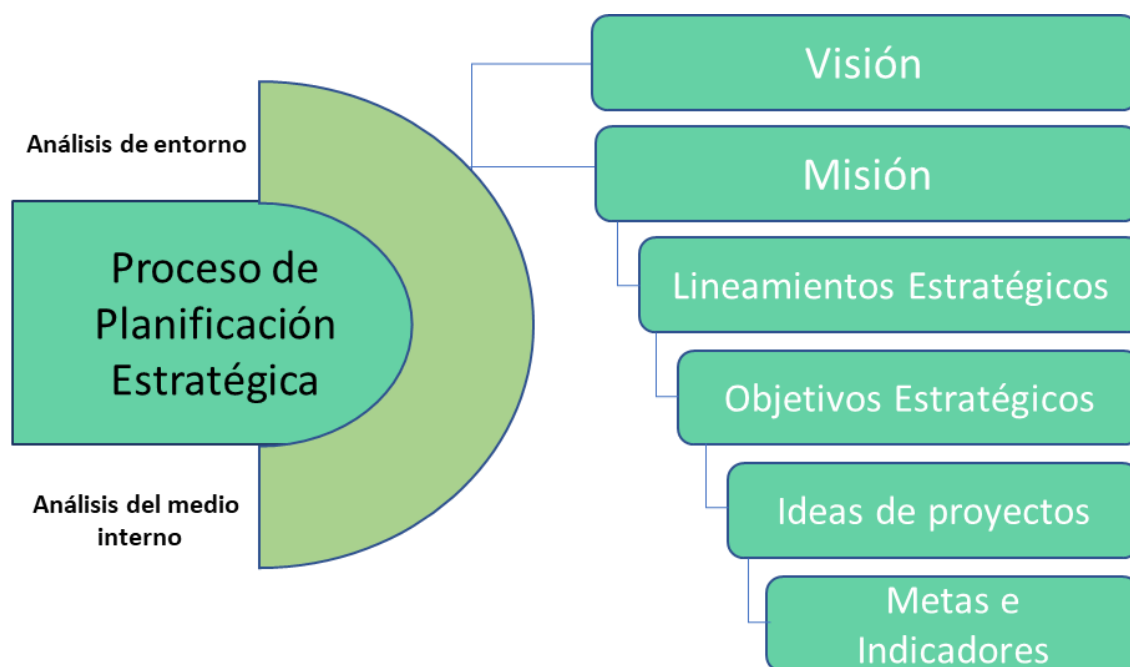 Análisis de entorno
Proceso de
Planificación
Estratégica
Análisis del medio
interno
Visión
Misión
Lineamientos Estratégicos
Objetivos Estratégicos
Ideas de proyectos
Metas e
Indicadores